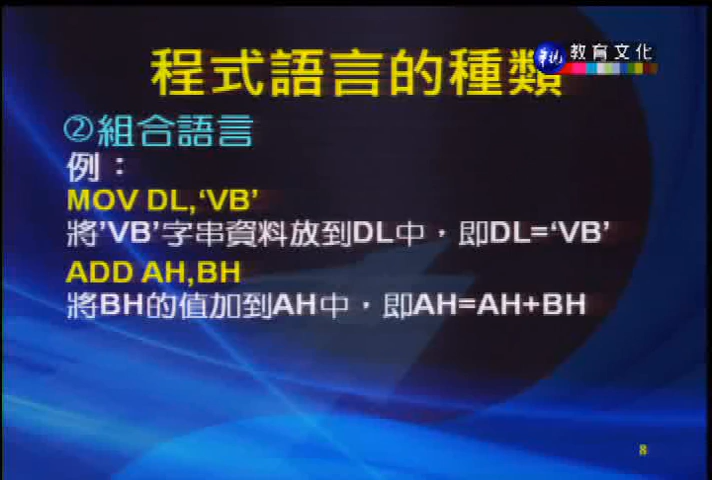 程式語言的種類
教育文化
②組合語言
例：
MOV DL,‘VB’
將’VB’字串資料放到DL中，即DL=‘VB’
ADD AH,BH
將BH的值加到AH中，即AH=AH+BH
8